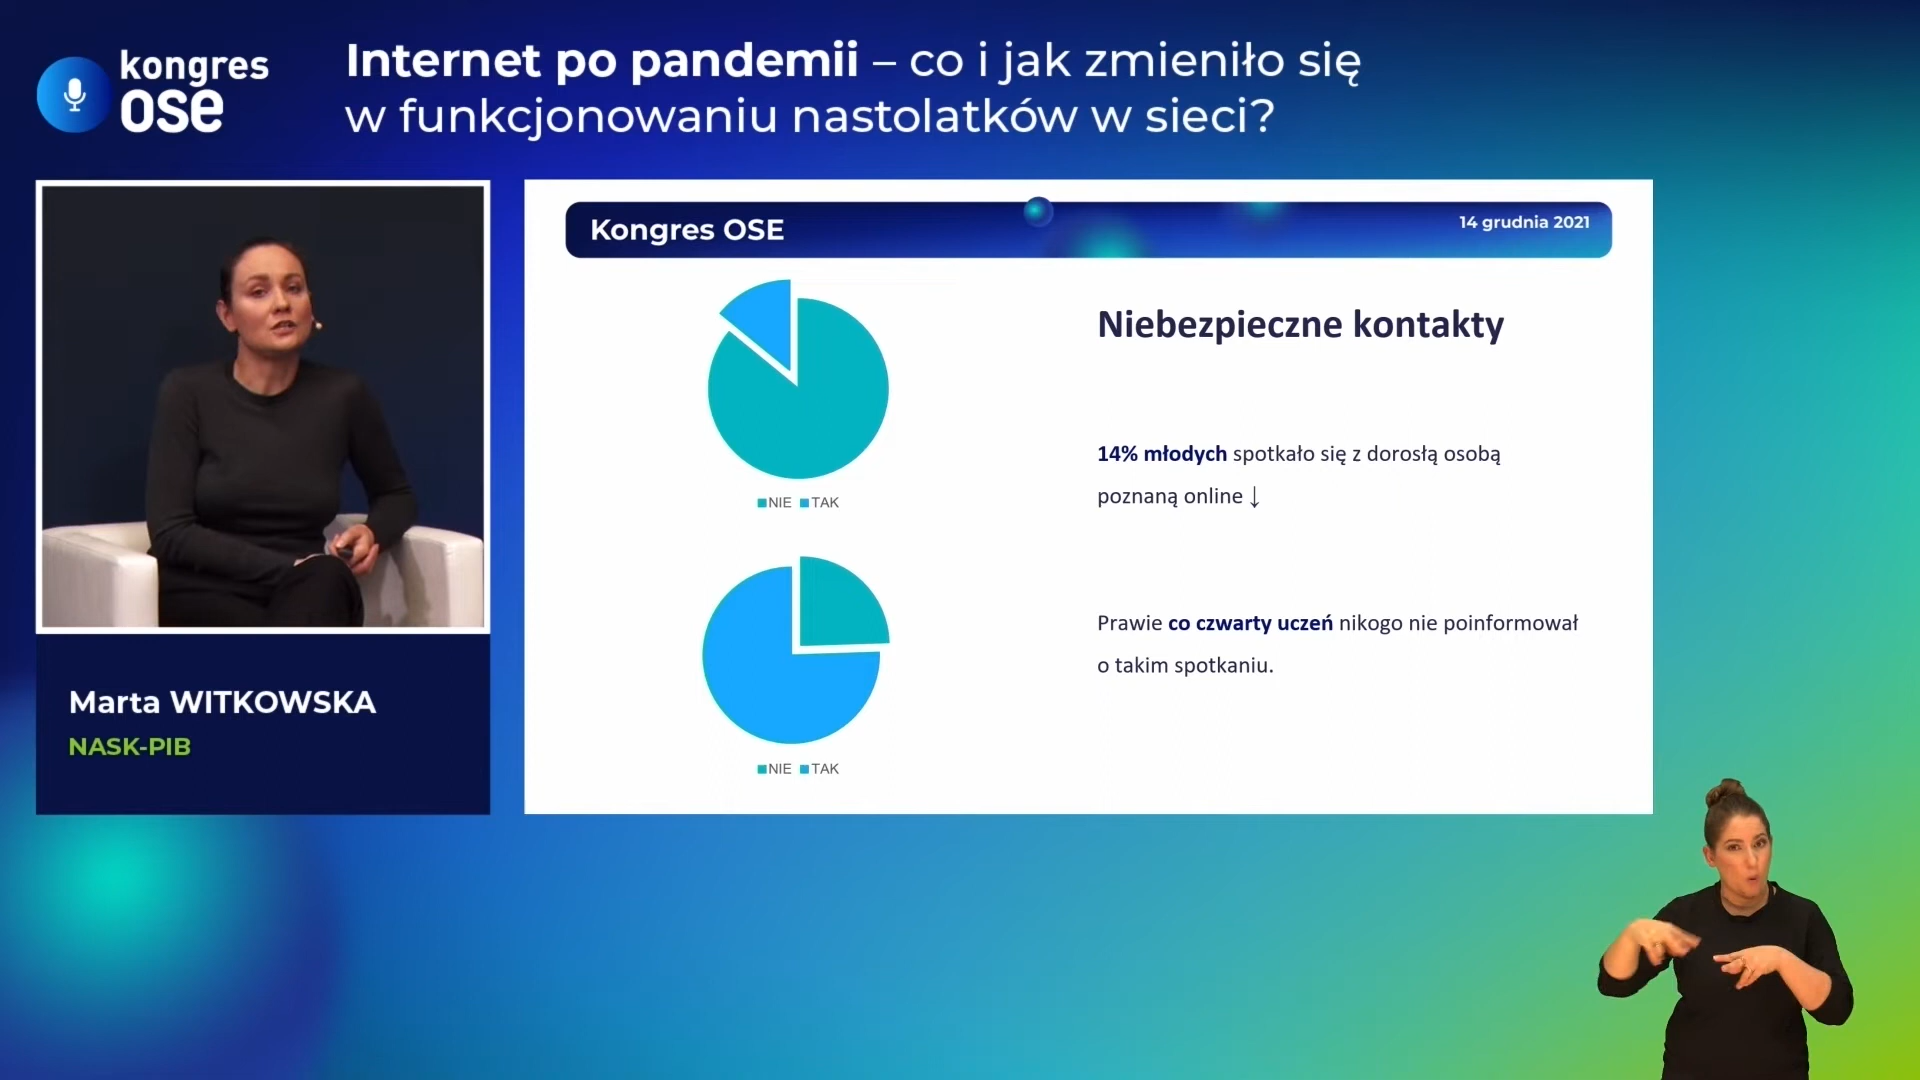 kongres
ose
Internet po pandemii – co i jak zmieniło się
w funkcjonowaniu nastolatków w sieci?
Kongres OSE
14 grudnia 2021
Niebezpieczne kontakty
14% młodych spotkało się z dorosłą osobą
poznaną online ↓
NIE TAK
Prawie co czwarty uczeń nikogo nie poinformował
o takim spotkaniu.
NIE TAK
Marta WITKOWSKA
NASK-PIB